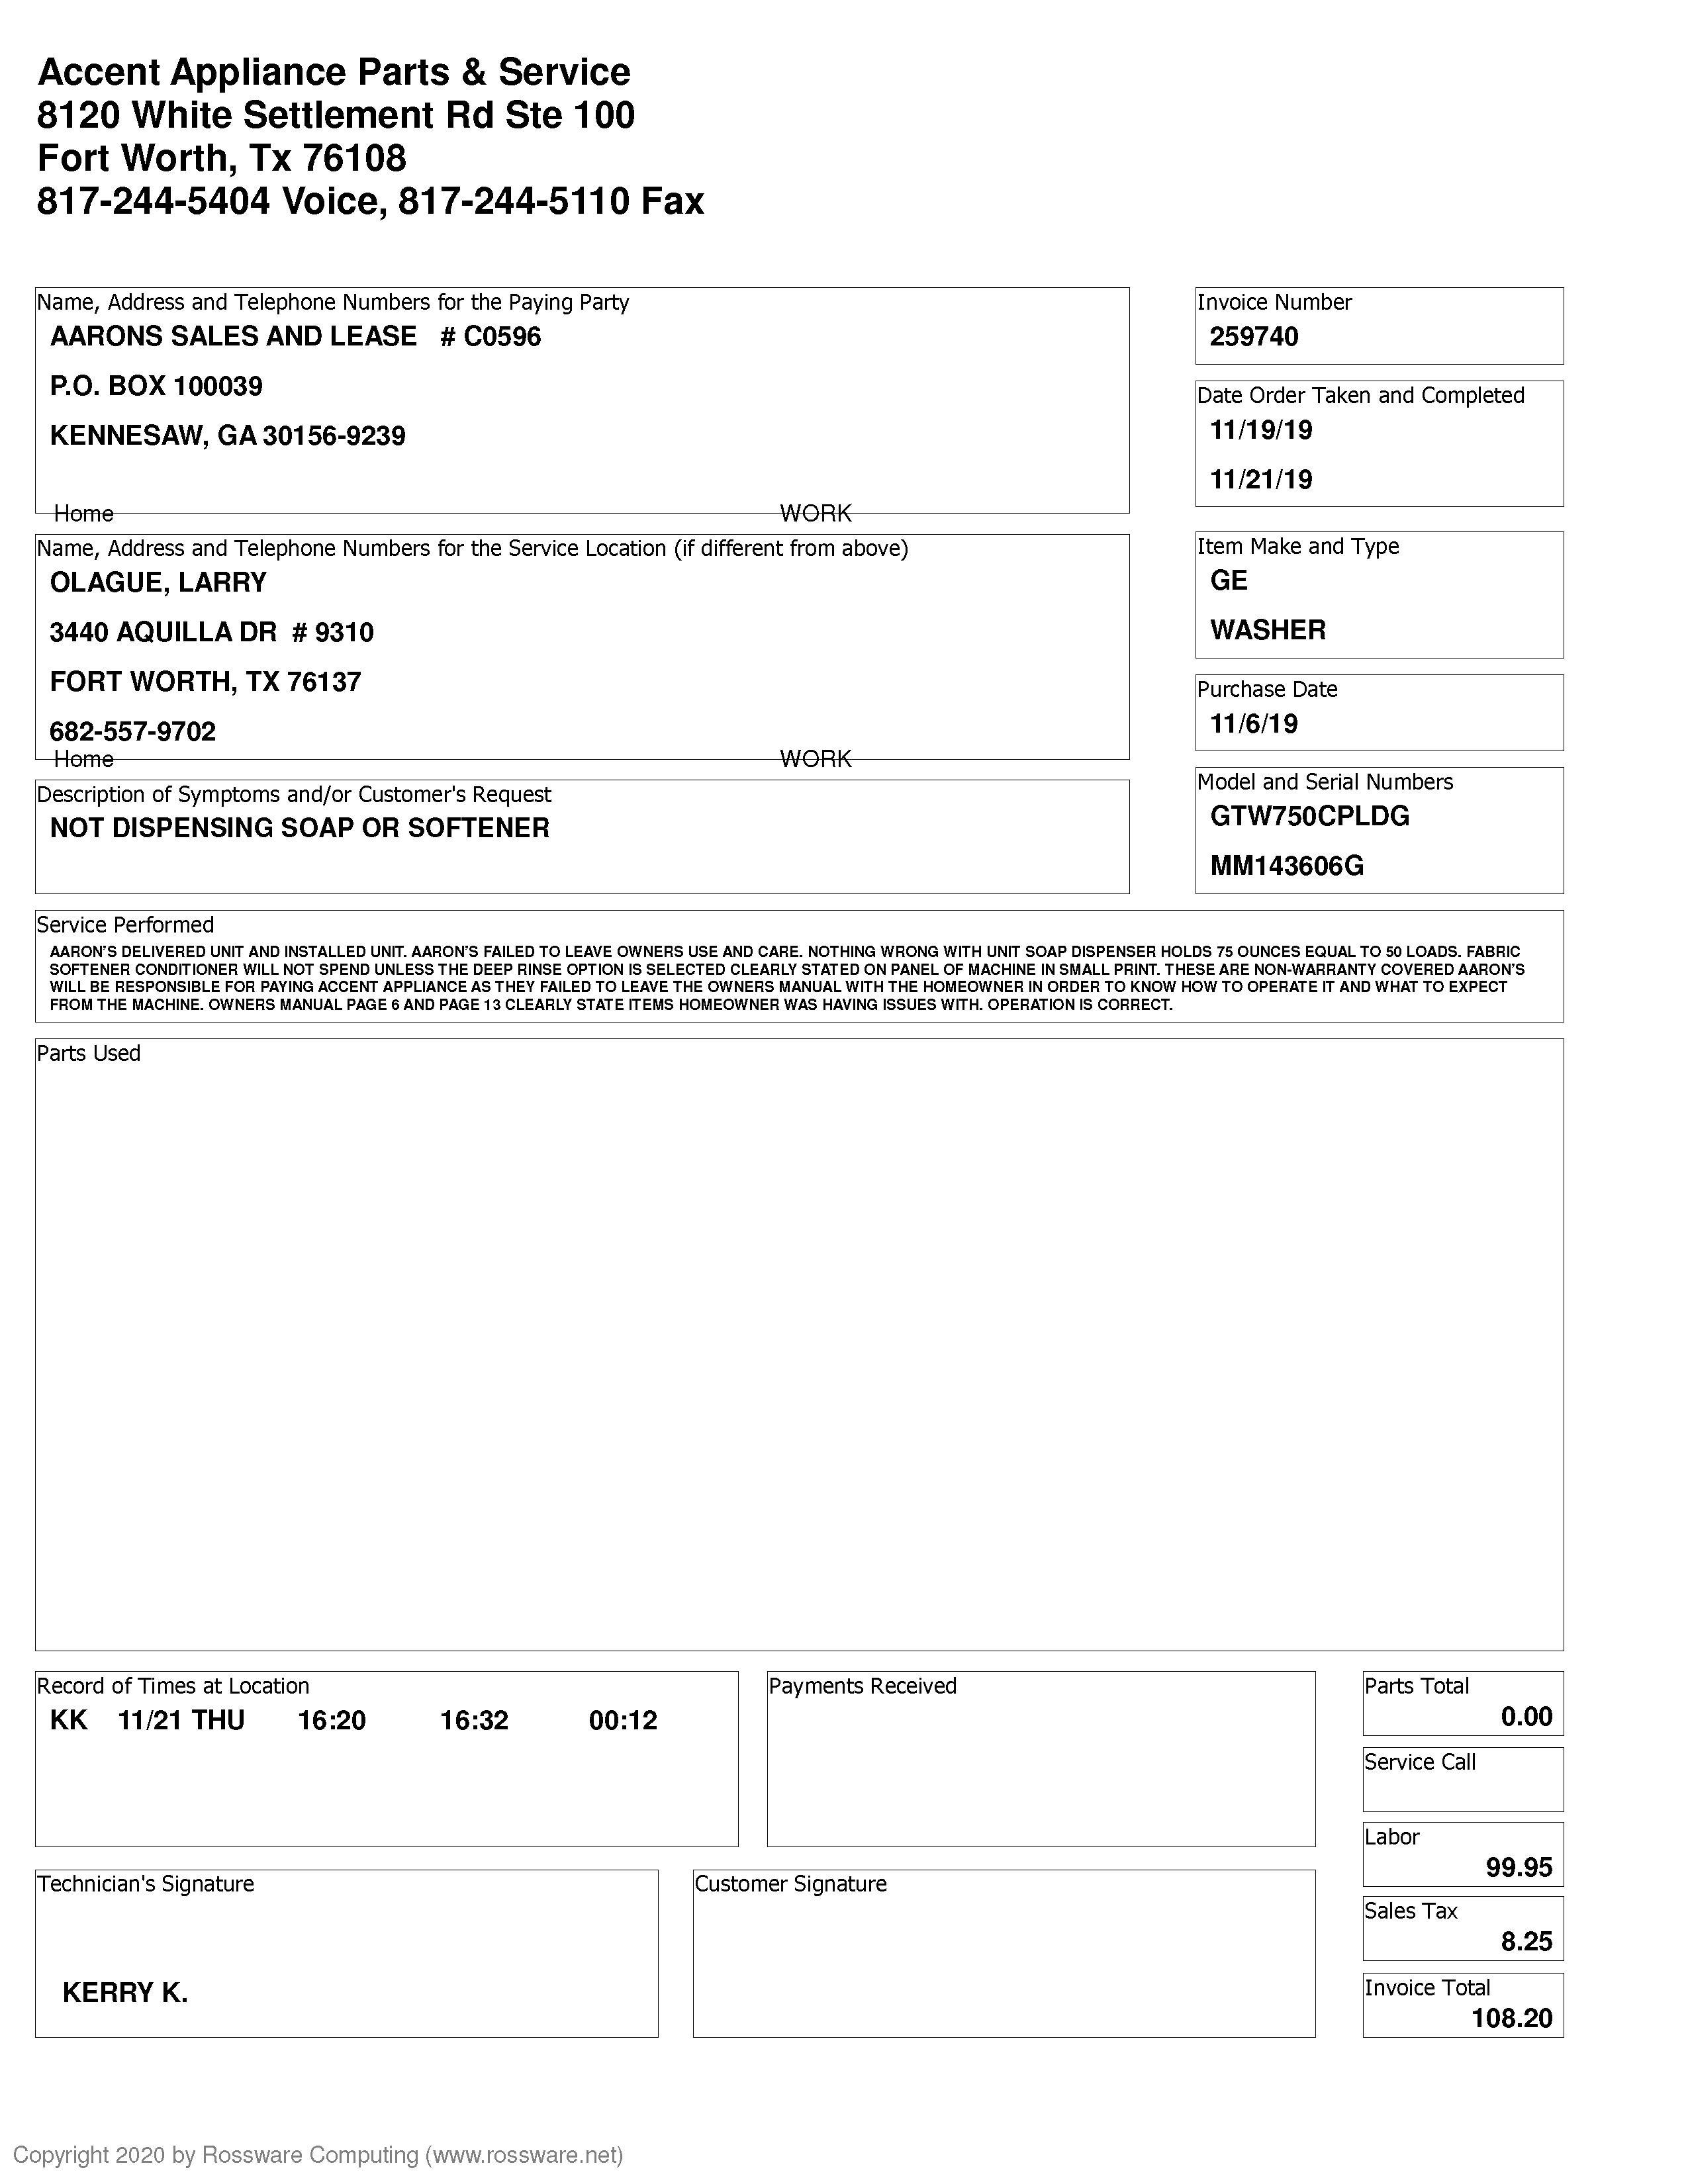 Accent Appliance Parts & Service
8120 White Settlement Rd Ste 100
Fort Worth, Tx 76108
817-244-5404 Voice, 817-244-5110 Fax
Name, Address and Telephone Numbers for the Paying Party
AARONS SALES AND LEASE # C0596
P.O. BOX 100039
KENNESAW, GA 30156-9239
Home WORK
Invoice Number
259740
Date Order Taken and Completed
11/19/19
11/21/19
Name, Address and Telephone Numbers for the Service Location (if different from above)
OLAGUE, LARRY
3440 AQUILLA DR # 9310
FORT WORTH, TX 76137
682-557-9702
Home WORK
Item Make and Type
GE
WASHER
Purchase Date
11/6/19
Description of Symptoms and/or Customer's Request
NOT DISPENSING SOAP OR SOFTENER
Model and Serial Numbers
GTW750CPLDG
MM143606G
Service Performed
AARON'S DELIVERED UNIT AND INSTALLED UNIT. AARON'S FAILED TO LEAVE OWNERS USE AND CARE. NOTHING WRONG WITH UNIT SOAP DISPENSER HOLDS 75 OUNCES EQUAL TO 50 LOADS. FABRIC
SOFTENER CONDITIONER WILL NOT SPEND UNLESS THE DEEP RINSE OPTION IS SELECTED CLEARLY STATED ON PANEL OF MACHINE IN SMALL PRINT. THESE ARE NON-WARRANTY COVERED AARON'S
WILL BE RESPONSIBLE FOR PAYING ACCENT APPLIANCE AS THEY FAILED TO LEAVE THE OWNERS MANUAL WITH THE HOMEOWNER IN ORDER TO KNOW HOW TO OPERATE IT AND WHAT TO EXPECT
FROM THE MACHINE. OWNERS MANUAL PAGE 6 AND PAGE 13 CLEARLY STATE ITEMS HOMEOWNER WAS HAVING ISSUES WITH. OPERATION IS CORRECT.
Parts Used
Record of Times at Location
KK 11/21 THU 16:20 16:32 00:12
Payments Received
Parts Total
0.00
Service Call
Labor
99.95
Technician's Signature
KERRY K.
Customer Signature
Sales Tax
8.25
Invoice Total
108.20
Copyright 2020 by Rossware Computing (www.rossware.net)